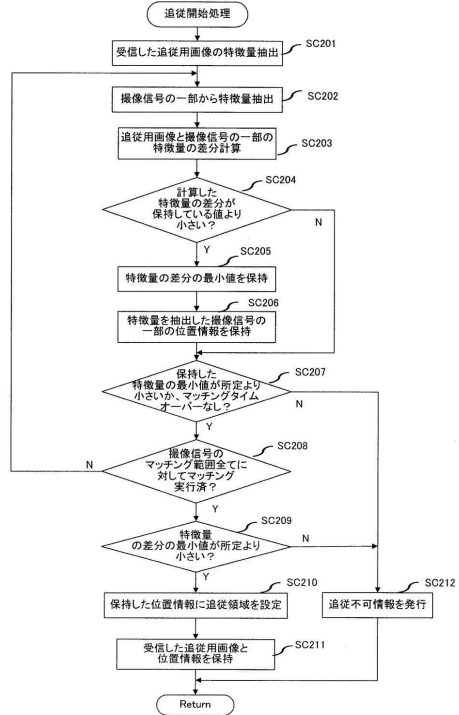 追従開始処理
受信した追従用画像の特徴量抽出
SC201
撮像信号の一部から特徴量抽出
SC202
追従用画像と撮像信号の一部の
特徴量の差分計算
SC203
計算した
特徴量の差分が
保持している値より
小さい?
SC204
N
Y
SC205
特徴量の差分の最小値を保持
SC206
特徴量を抽出した撮像信号の
一部の位置情報を保持
保持した
特徴量の最小値が所定より
小さいか、マッチングタイム
オーバーなし?
SC207
N
Y
撮像信号の
マッチング範囲全てに
対してマッチング
実行済?
SC208
N
Y
特徴量
の差分の最小値が所定より
小さい?
SC209
N
Y
SC210
保持した位置情報に追従領域を設定
SC212
追従不可情報を発行
受信した追従用画像と
位置情報を保持
SC211
Return